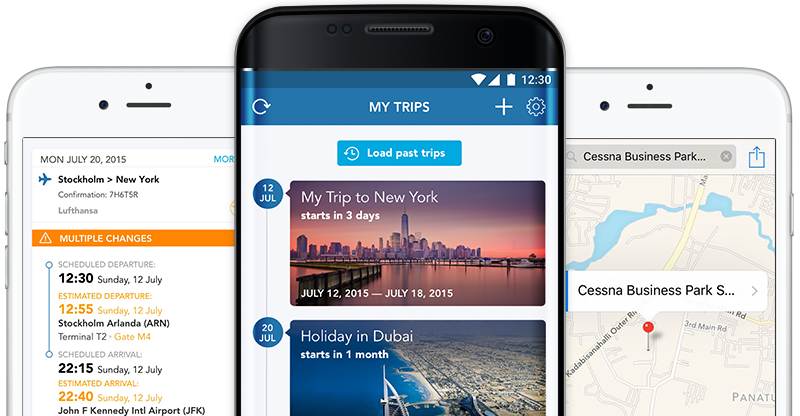 MON JULY 20, 2015 MOR
Stockholm > New York
Confirmation: 7H6T5R
Lufthansa
MULTIPLE CHANGES
SCHEDULED DEPARTURE:
12:30 Sunday, 12 July
ESTIMATED DEPARTURE:
12:55 Sunday, 12 July
Stockholm Arlanda (ARN)
Terminal T2 · Gate M4
SCHEDULED ARRIVAL:
22:15 Sunday, 12 July
ESTIMATED ARRIVAL:
22:40 Sunday, 12 July
John F Kennedy Intl Airport (JFK)
12:30
MY TRIPS
Load past trips
12
JUL
My Trip to New York
starts in 3 days
JULY 12, 2015 — JULY 18, 2015
20
JUL
Holiday in Dubai
starts in 1 month
Cessna Business Park...
Cessna Business Park S...
Kadabisanahalli Outer Rin
3rd Main Rd
PANATU